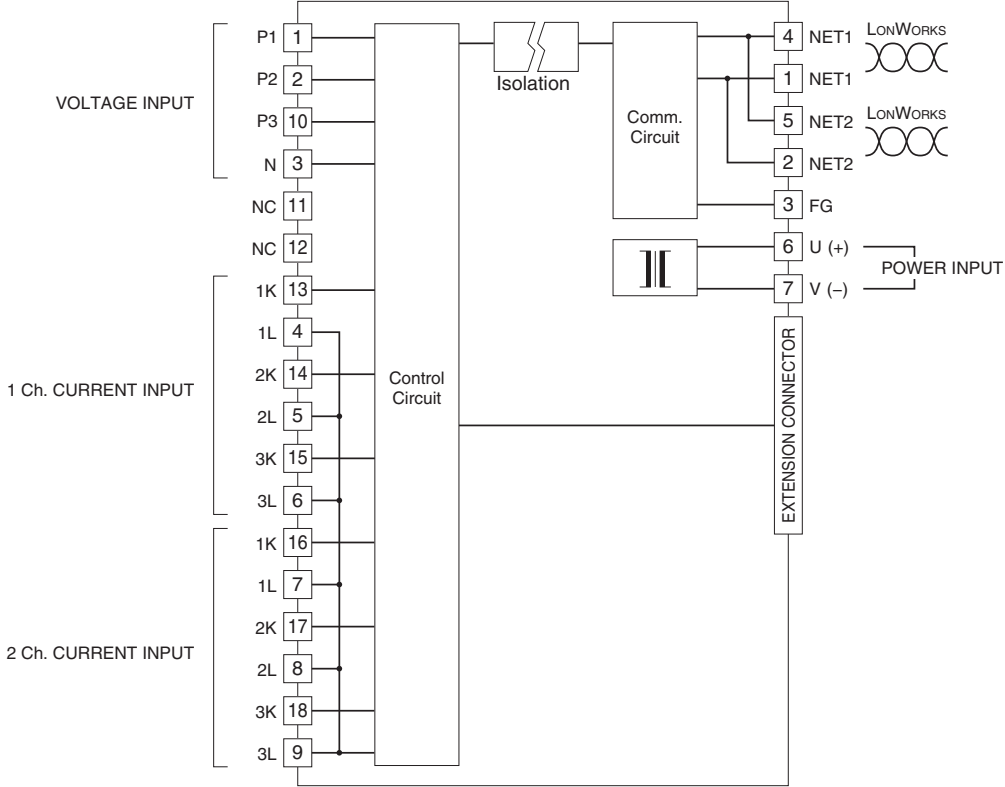 VOLTAGE INPUT
P1 1
P2 2
P3 10
N 3
NC 11
NC 12
1 Ch. CURRENT INPUT
1K 13
1L 4
2K 14
2L 5
3K 15
3L 6
2 Ch. CURRENT INPUT
1K 16
1L 7
2K 17
2L 8
3K 18
3L 9
Control
Circuit
Isolation
Comm.
Circuit
4 NET1 LONWORKS
1 NET1
5 NET2 LONWORKS
2 NET2
3 FG
6 U (+)
POWER INPUT
7 V (–)
EXTENSION CONNECTOR